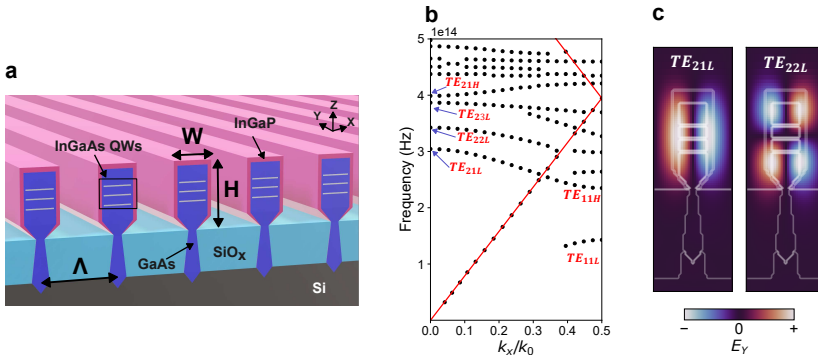 a
InGaAs QWs
InGaP
W
H
Z
Y
X
Λ
GaAs
SiOx
Si
b
1e14
5
4
3
2
1
Frequency (Hz)
TE21H
TE23L
TE22L
TE21L
TE11H
TE11L
0.0 0.1 0.2 0.3 0.4 0.5
kx/k0
c
TE21L
TE22L
− 0 +
EY